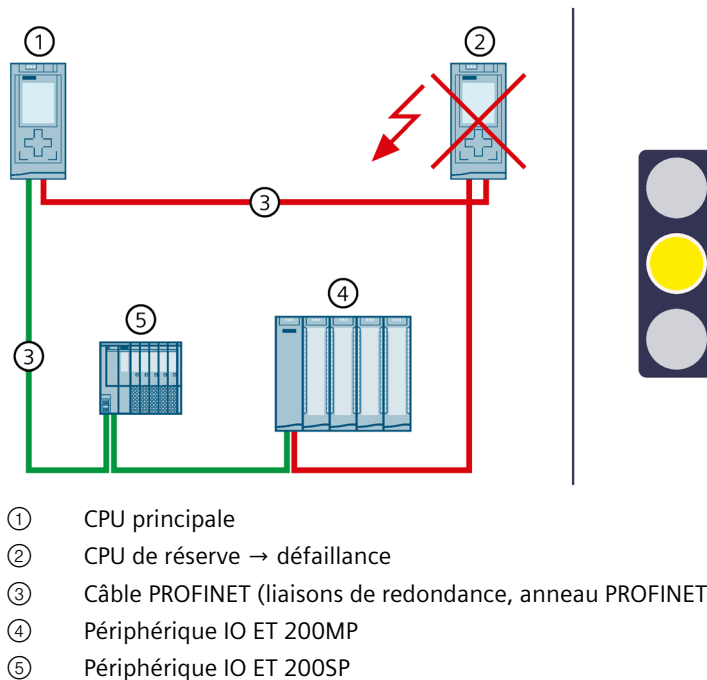 ① ②
③
④
⑤
③
① CPU principale
② CPU de réserve → défaillance
③ Câble PROFINET (liaisons de redondance, anneau PROFINET
④ Périphérique IO ET 200MP
⑤ Périphérique IO ET 200SP